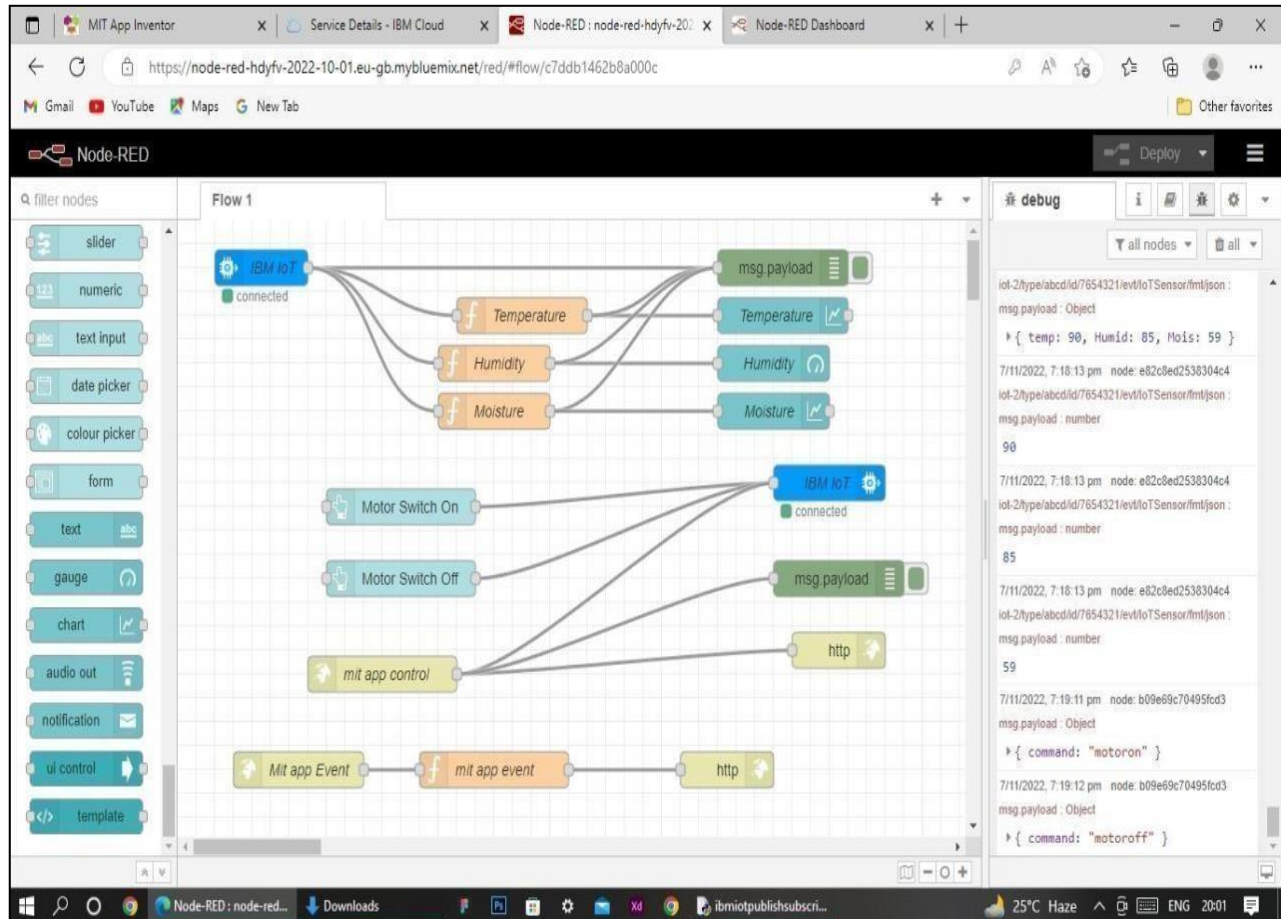 MIT App Inventor
Service Details - IBM Cloud
Node-RED : node-red-hdyfv-202
Node-RED Dashboard
https://node-red-hdyfv-2022-10-01.eu-gb.mybluemix.net/red/#flow/c7ddb1462b8a000c
Gmail YouTube Maps New Tab
Other favorites
Node-RED
Deploy
filter nodes
slider
numeric
text input
date picker
colour picker
form
text
gauge
chart
audio out
notification
ui control
template
Flow 1
IBM IoT
connected
Temperature
Humidity
Moisture
msg.payload
Temperature
Humidity
Moisture
Motor Switch On
Motor Switch Off
IBM IoT
connected
msg.payload
mit app control
http
Mit app Event
mit app event
http
debug
all nodes
all
iot-2/type/abcd/id/7654321/evt/IoTSensor/fmt/json :
msg.payload : Object
{ temp: 90, Humid: 85, Mois: 59 }
7/11/2022, 7:18:13 pm node: e82c8ed2538304c4
iot-2/type/abcd/id/7654321/evt/IoTSensor/fmt/json :
msg.payload : number
90
7/11/2022, 7:18:13 pm node: e82c8ed2538304c4
iot-2/type/abcd/id/7654321/evt/IoTSensor/fmt/json :
msg.payload : number
85
7/11/2022, 7:18:13 pm node: e82c8ed2538304c4
iot-2/type/abcd/id/7654321/evt/IoTSensor/fmt/json :
msg.payload : number
59
7/11/2022, 7:19:11 pm node: b09e69c70495fcd3
msg.payload : Object
{ command: "motoron" }
7/11/2022, 7:19:12 pm node: b09e69c70495fcd3
msg.payload : Object
{ command: "motoroff" }
Node-RED : node-red...
Downloads
Ps
Xd
ibmiotpublishsubscri...
25°C Haze
ENG
20:01